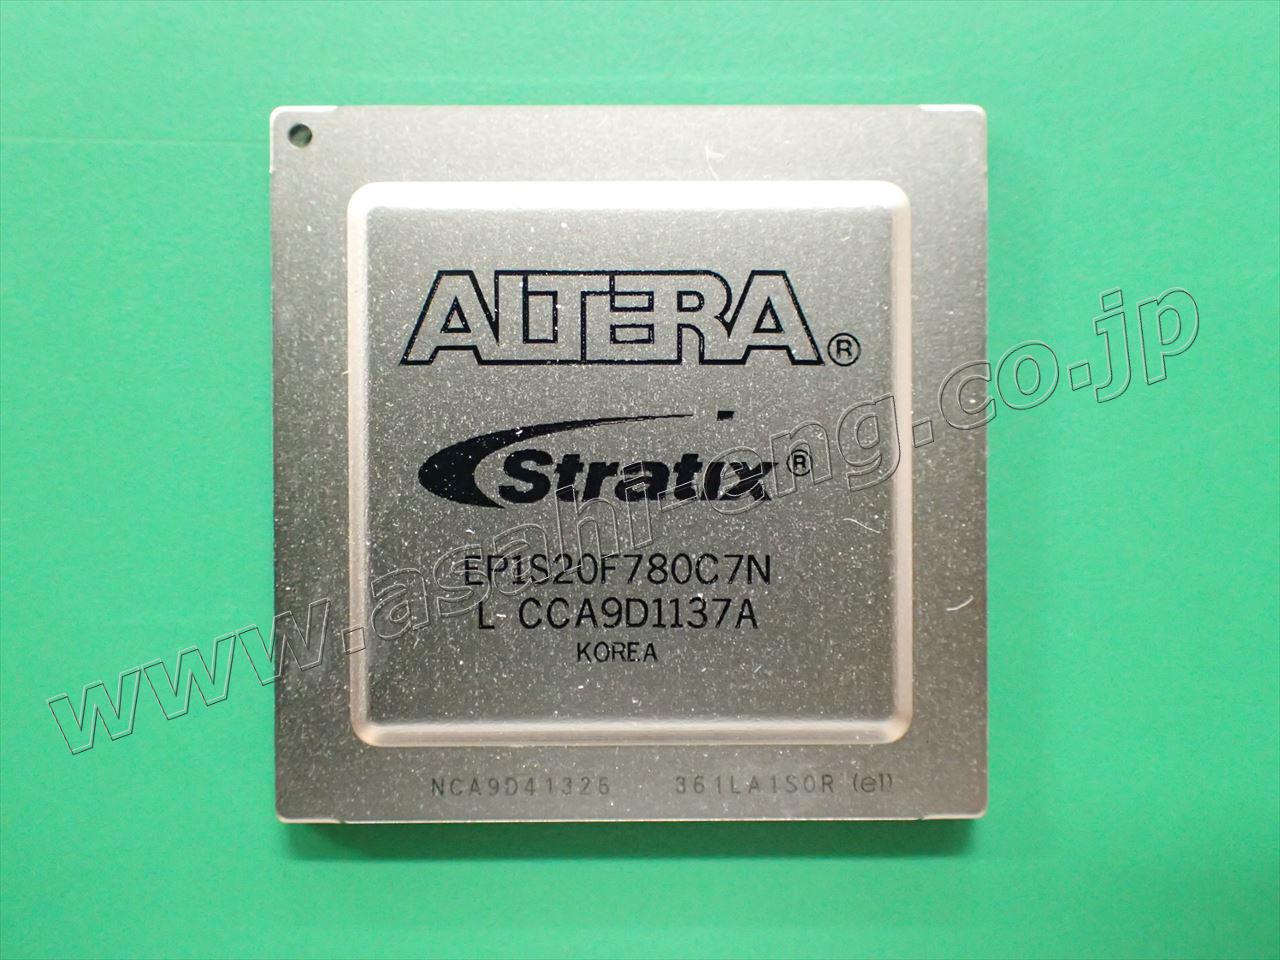 ALTERA®
Stratix®
EP1S20F780C7N
L CCA9D1137A
KOREA
NCA9D41326 361LA1S0R (e1)
www.asahi-eng.co.jp